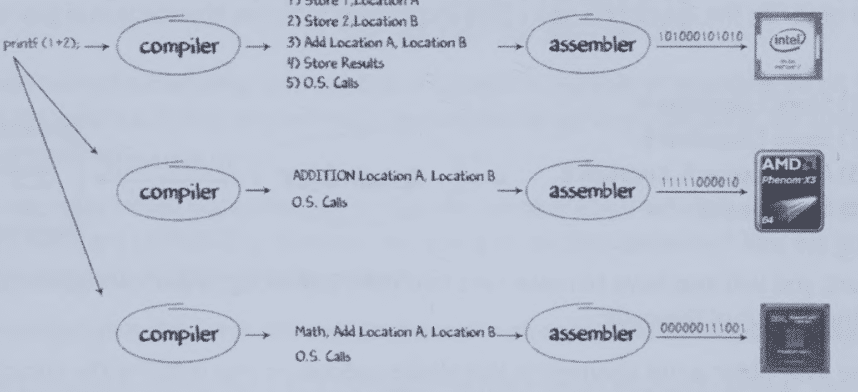 1) Store 1, Location A
printf (1+2);
compiler
2) Store 2, Location B
3) Add Location A, Location B
4) Store Results
5) O.S. Calls
assembler
101000101010
intel
compiler
ADDITION Location A, Location B
O.S. Calls
assembler
11111000010
AMD
Phenom X3
64
compiler
Math, Add Location A, Location B
O.S. Calls
assembler
000000111001